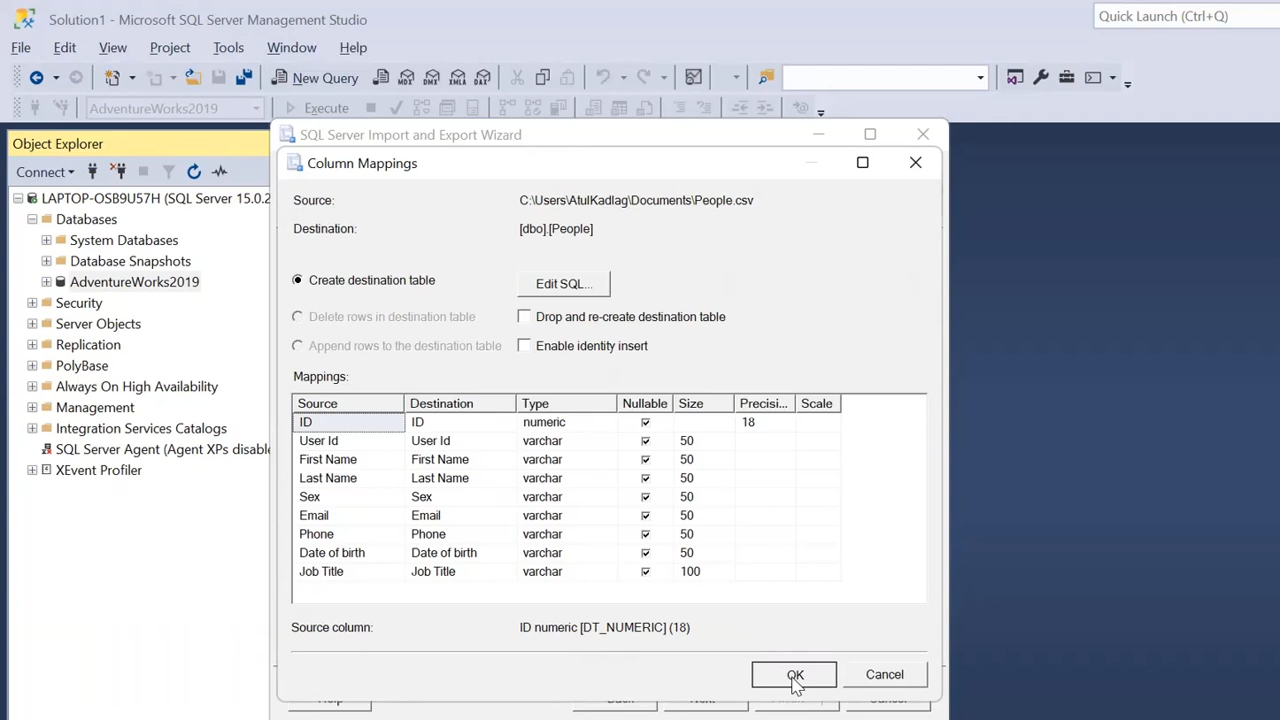 Solution1 - Microsoft SQL Server Management Studio
Quick Launch (Ctrl+Q)
File Edit View Project Tools Window Help
New Query MDX DMX XMLA DAX
AdventureWorks2019 Execute
Object Explorer
Connect
LAPTOP-OSB9U57H (SQL Server 15.0.2
Databases
System Databases
Database Snapshots
AdventureWorks2019
Security
Server Objects
Replication
PolyBase
Always On High Availability
Management
Integration Services Catalogs
SQL Server Agent (Agent XPs disable
XEvent Profiler
SQL Server Import and Export Wizard
Column Mappings
Source: C:\Users\AtulKadlag\Documents\People.csv
Destination: [dbo].[People]
Create destination table Edit SQL...
Delete rows in destination table Drop and re-create destination table
Append rows to the destination table Enable identity insert
Mappings:
Source Destination Type Nullable Size Precisi... Scale
ID ID numeric 18
User Id User Id varchar 50
First Name First Name varchar 50
Last Name Last Name varchar 50
Sex Sex varchar 50
Email Email varchar 50
Phone Phone varchar 50
Date of birth Date of birth varchar 50
Job Title Job Title varchar 100
Source column: ID numeric [DT_NUMERIC] (18)
OK Cancel